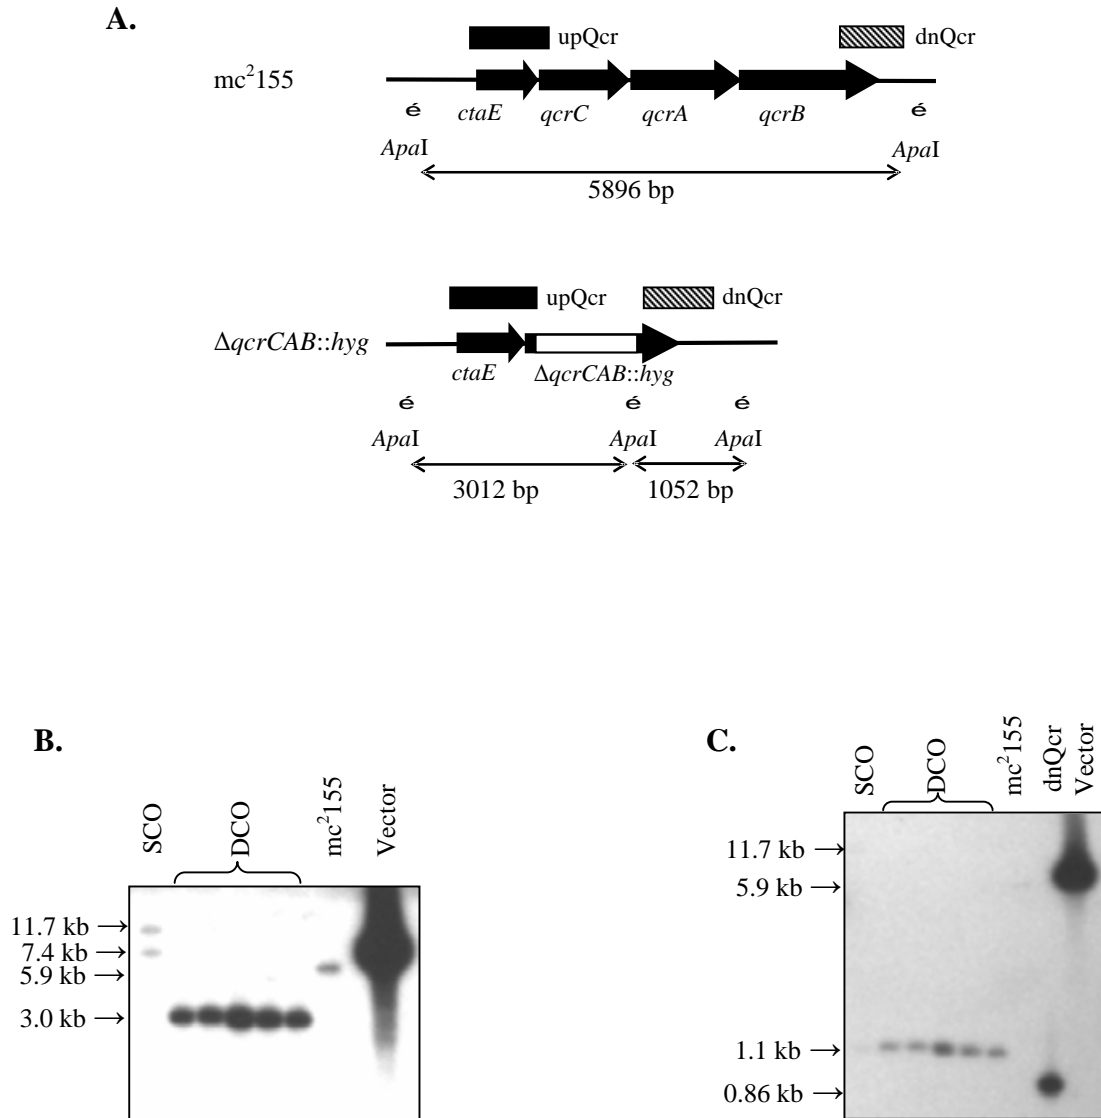 A.
upQcr dnQcr
mc²155
é é
ctaE qcrC qcrA qcrB
ApaI ApaI
5896 bp
upQcr dnQcr
ΔqcrCAB::hyg
ctaE ΔqcrCAB::hyg
é é é
ApaI ApaI ApaI
3012 bp 1052 bp
B.
SCO DCO mc²155 Vector
11.7 kb →
7.4 kb →
5.9 kb →
3.0 kb →
C.
SCO DCO mc²155 dnQcr Vector
11.7 kb →
5.9 kb →
1.1 kb →
0.86 kb →